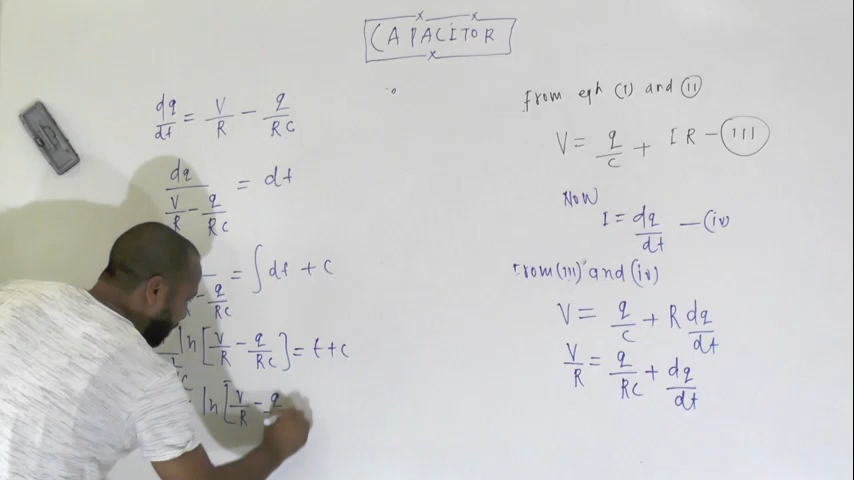 CAPACITOR
dq/dt = V/R - q/RC
dq/(V/R - q/RC) = dt
- q/RC = ∫dt + C
ln[V/R - q/RC] = t + c
ln[V/R - q
From eqn (I) and (II)
V = q/C + IR - (III)
Now
I = dq/dt - (iv)
From (III) and (iv)
V = q/C + R dq/dt
V/R = q/RC + dq/dt